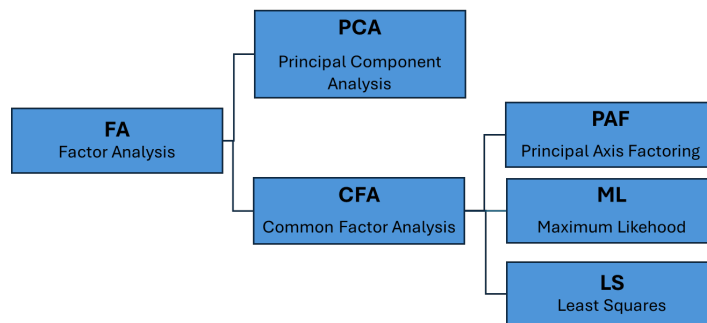 PCA
Principal Component
Analysis
FA
Factor Analysis
PAF
Principal Axis Factoring
CFA
Common Factor Analysis
ML
Maximum Likehood
LS
Least Squares